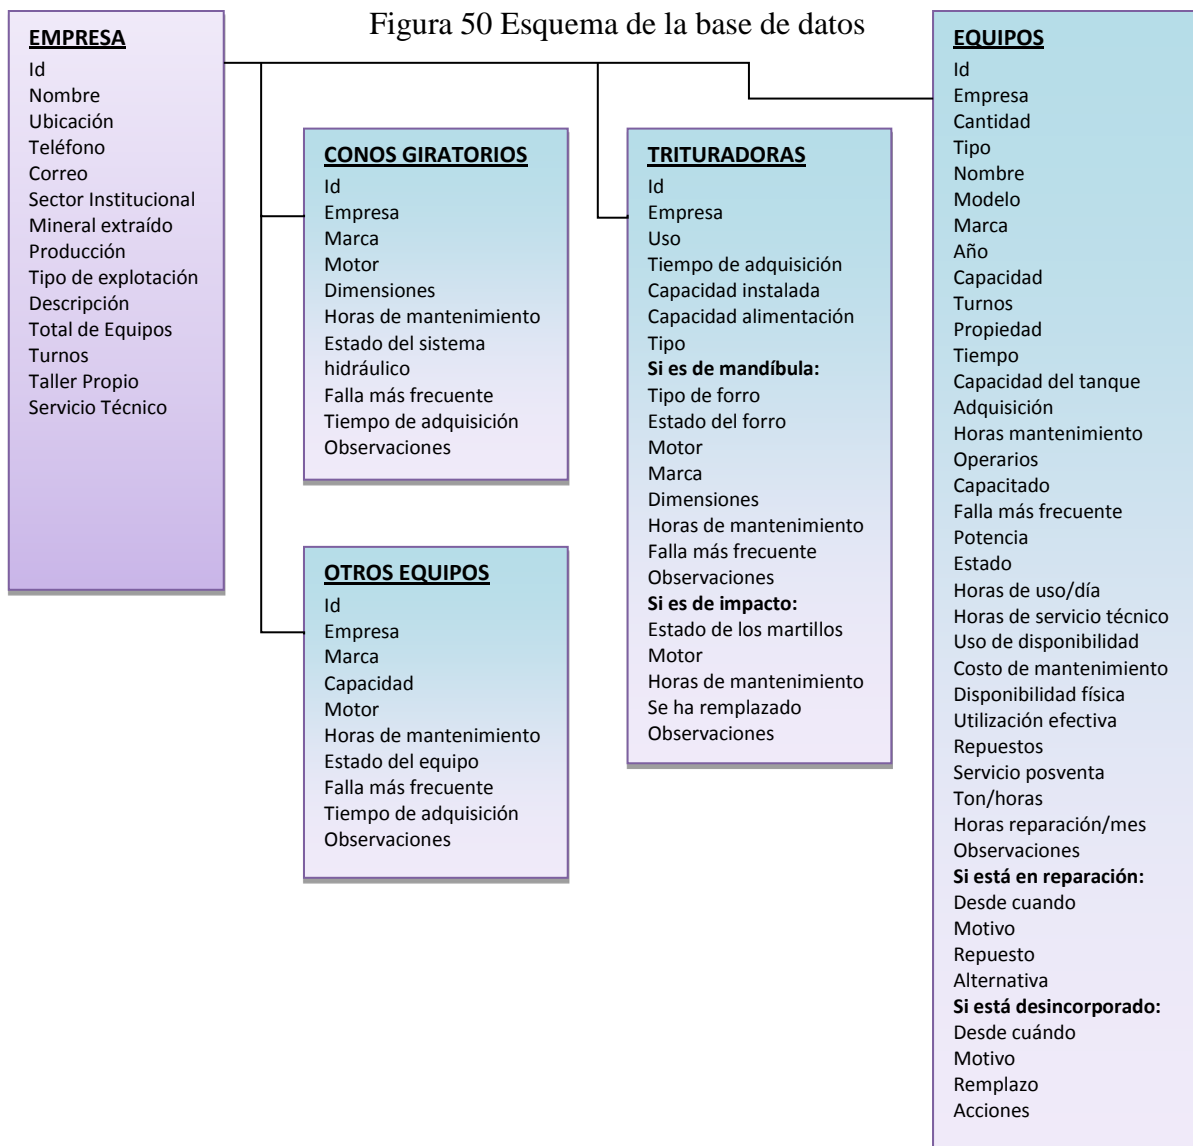 Figura 50 Esquema de la base de datos
EMPRESA
Id
Nombre
Ubicación
Teléfono
Correo
Sector Institucional
Mineral extraído
Producción
Tipo de explotación
Descripción
Total de Equipos
Turnos
Taller Propio
Servicio Técnico
CONOS GIRATORIOS
Id
Empresa
Marca
Motor
Dimensiones
Horas de mantenimiento
Estado del sistema
hidráulico
Falla más frecuente
Tiempo de adquisición
Observaciones
OTROS EQUIPOS
Id
Empresa
Marca
Capacidad
Motor
Horas de mantenimiento
Estado del equipo
Falla más frecuente
Tiempo de adquisición
Observaciones
TRITURADORAS
Id
Empresa
Uso
Tiempo de adquisición
Capacidad instalada
Capacidad alimentación
Tipo
Si es de mandíbula:
Tipo de forro
Estado del forro
Motor
Marca
Dimensiones
Horas de mantenimiento
Falla más frecuente
Observaciones
Si es de impacto:
Estado de los martillos
Motor
Horas de mantenimiento
Se ha remplazado
Observaciones
EQUIPOS
Id
Empresa
Cantidad
Tipo
Nombre
Modelo
Marca
Año
Capacidad
Turnos
Propiedad
Tiempo
Capacidad del tanque
Adquisición
Horas mantenimiento
Operarios
Capacitado
Falla más frecuente
Potencia
Estado
Horas de uso/día
Horas de servicio técnico
Uso de disponibilidad
Costo de mantenimiento
Disponibilidad física
Utilización efectiva
Repuestos
Servicio posventa
Ton/horas
Horas reparación/mes
Observaciones
Si está en reparación:
Desde cuando
Motivo
Repuesto
Alternativa
Si está desincorporado:
Desde cuándo
Motivo
Remplazo
Acciones